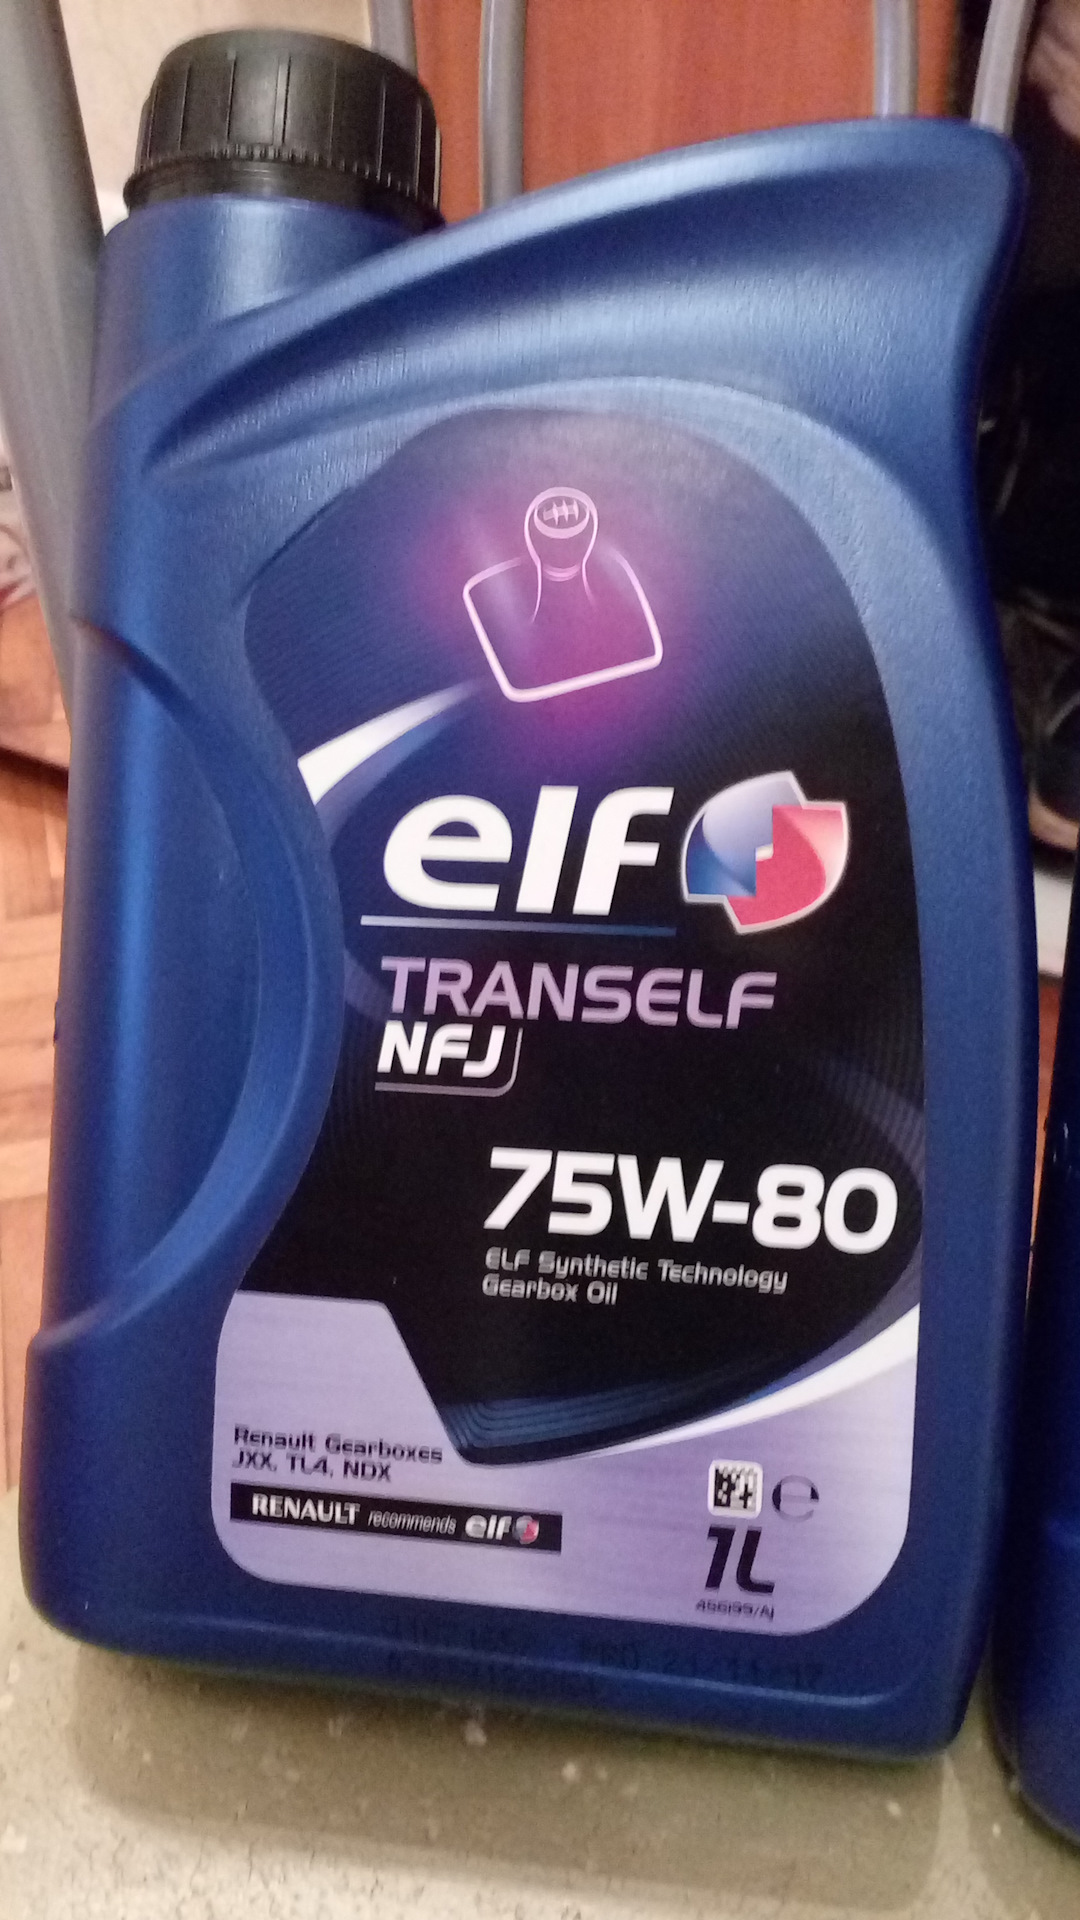 elf
TRANSELF
NFJ
75W-80
ELF Synthetic Technology
Gearbox Oil
Renault Gearboxes
JXX, TL4, NDX
RENAULT recommends elf
e
1L